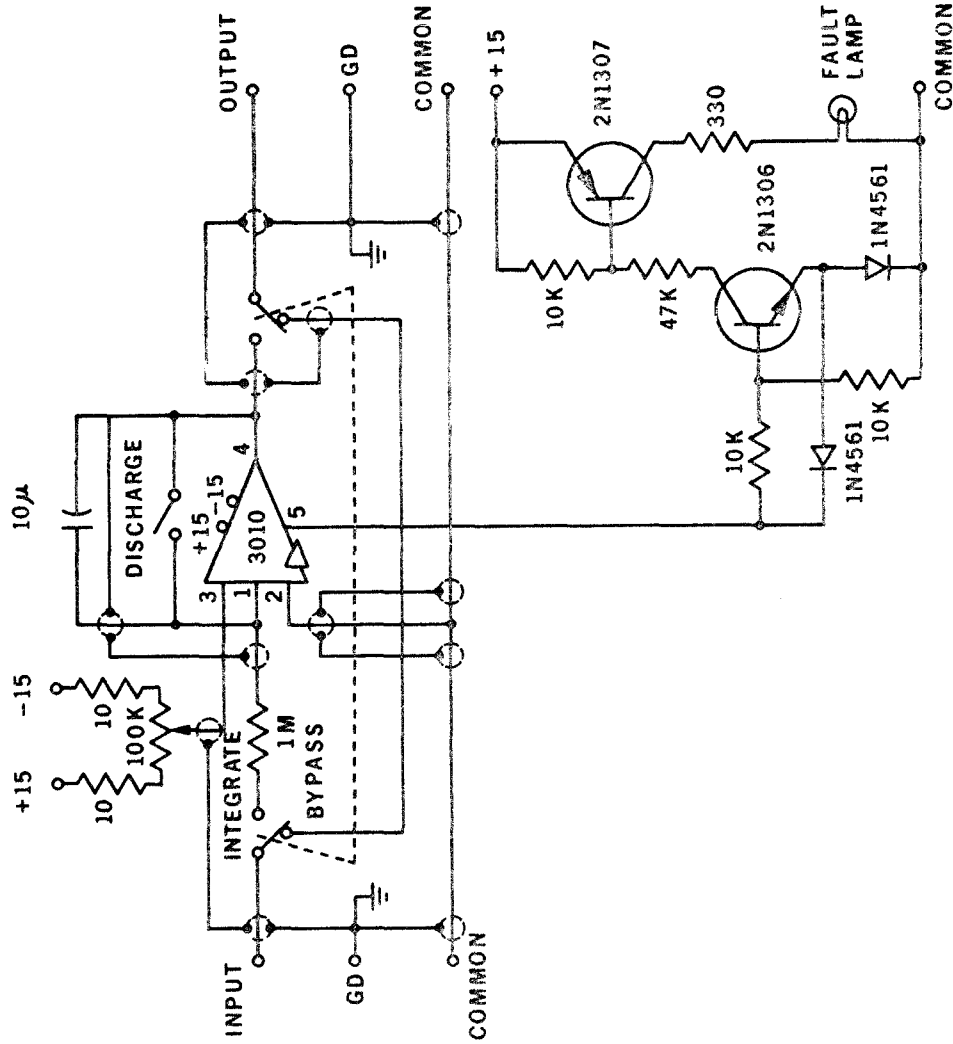 +15
-15
10
10
100K
10μ
DISCHARGE
INPUT
INTEGRATE
1M
BYPASS
3
1
2
3010
+15
-15
4
5
OUTPUT
GD
GD
COMMON
COMMON
+15
10K
2N1307
47K
330
2N1306
10K
1N4561
10K
1N4561
FAULT
LAMP
COMMON